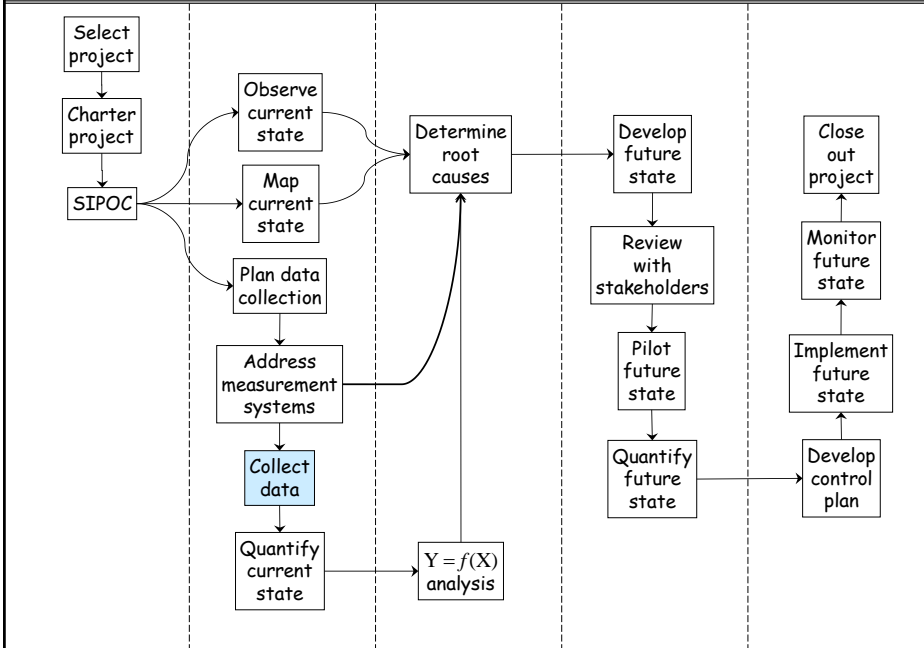 Select
project
Charter
project
SIPOC
Observe
current
state
Map
current
state
Plan data
collection
Address
measurement
systems
Collect
data
Quantify
current
state
Determine
root
causes
Y = f(X)
analysis
Develop
future
state
Review
with
stakeholders
Pilot
future
state
Quantify
future
state
Close
out
project
Monitor
future
state
Implement
future
state
Develop
control
plan